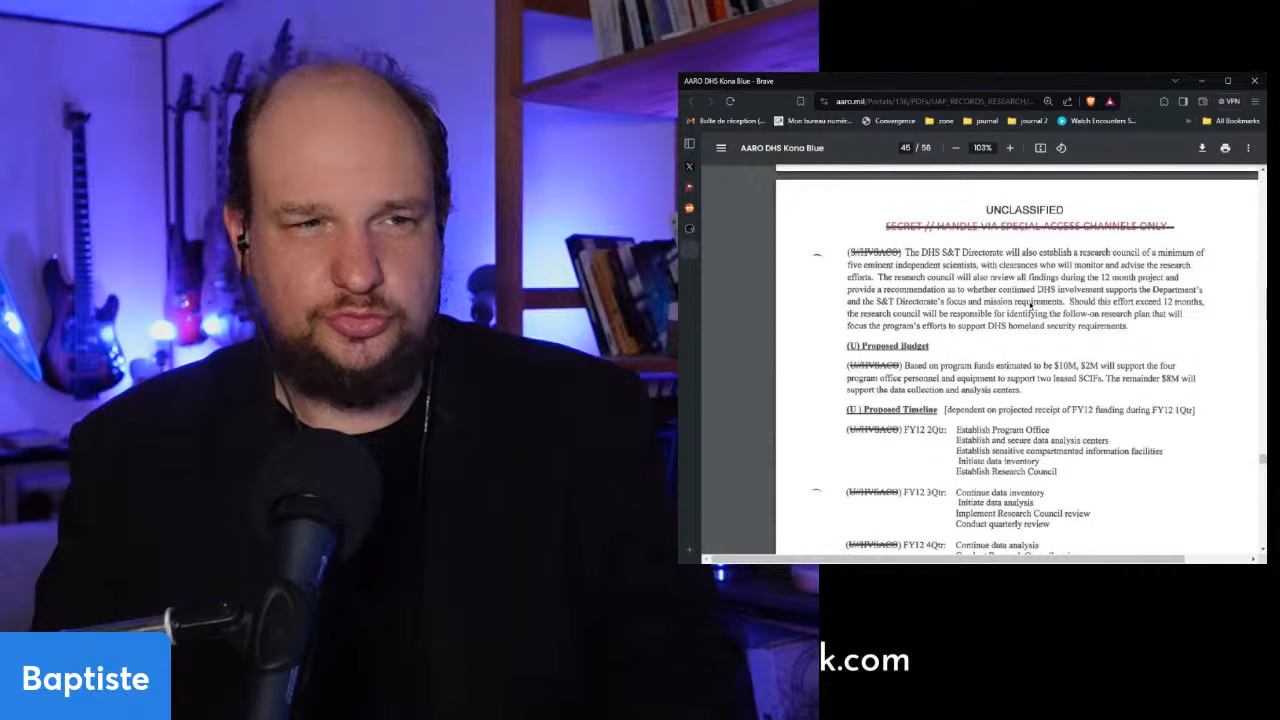 AARO DHS Kona Blue - Brave
aaro.mil/Portals/136/PDFs/UAP_RECORDS_RESEARCH/...
VPN
Boîte de réception (...
Mon bureau numér...
Convergence
zone
journal
journal 2
Watch Encounters S...
All Bookmarks
AARO DHS Kona Blue
45 / 56
103%
UNCLASSIFIED
SECRET // HANDLE VIA SPECIAL ACCESS CHANNELS ONLY
(S//HVSACO) The DHS S&T Directorate will also establish a research council of a minimum of
five eminent independent scientists, with clearances who will monitor and advise the research
efforts. The research council will also review all findings during the 12 month project and
provide a recommendation as to whether continued DHS involvement supports the Department's
and the S&T Directorate's focus and mission requirements. Should this effort exceed 12 months,
the research council will be responsible for identifying the follow-on research plan that will
focus the program's efforts to support DHS homeland security requirements.
(U) Proposed Budget
(U//HVSACO) Based on program funds estimated to be $10M, $2M will support the four
program office personnel and equipment to support two leased SCIFs. The remainder $8M will
support the data collection and analysis centers.
(U ) Proposed Timeline [dependent on projected receipt of FY12 funding during FY12 1Qtr]
(U//HVSACO) FY12 2Qtr: Establish Program Office
Establish and secure data analysis centers
Establish sensitive compartmented information facilities
Initiate data inventory
Establish Research Council
(U//HVSACO) FY12 3Qtr: Continue data inventory
Initiate data analysis
Implement Research Council review
Conduct quarterly review
(U//HVSACO) FY12 4Qtr: Continue data analysis
Baptiste
k.com